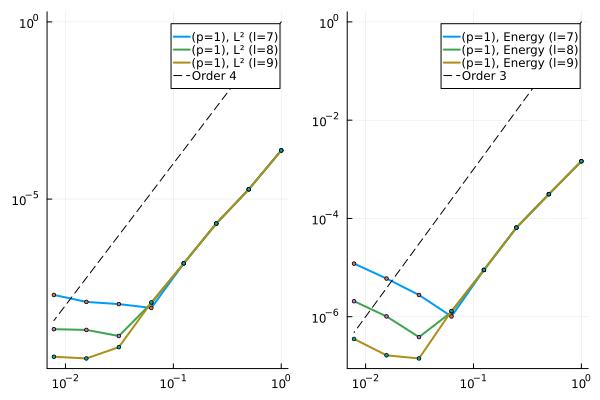 10⁰
10⁻⁵
10⁻² 10⁻¹ 10⁰
(p=1), L² (l=7)
(p=1), L² (l=8)
(p=1), L² (l=9)
Order 4
10⁰
10⁻²
10⁻⁴
10⁻⁶
10⁻² 10⁻¹ 10⁰
(p=1), Energy (l=7)
(p=1), Energy (l=8)
(p=1), Energy (l=9)
Order 3